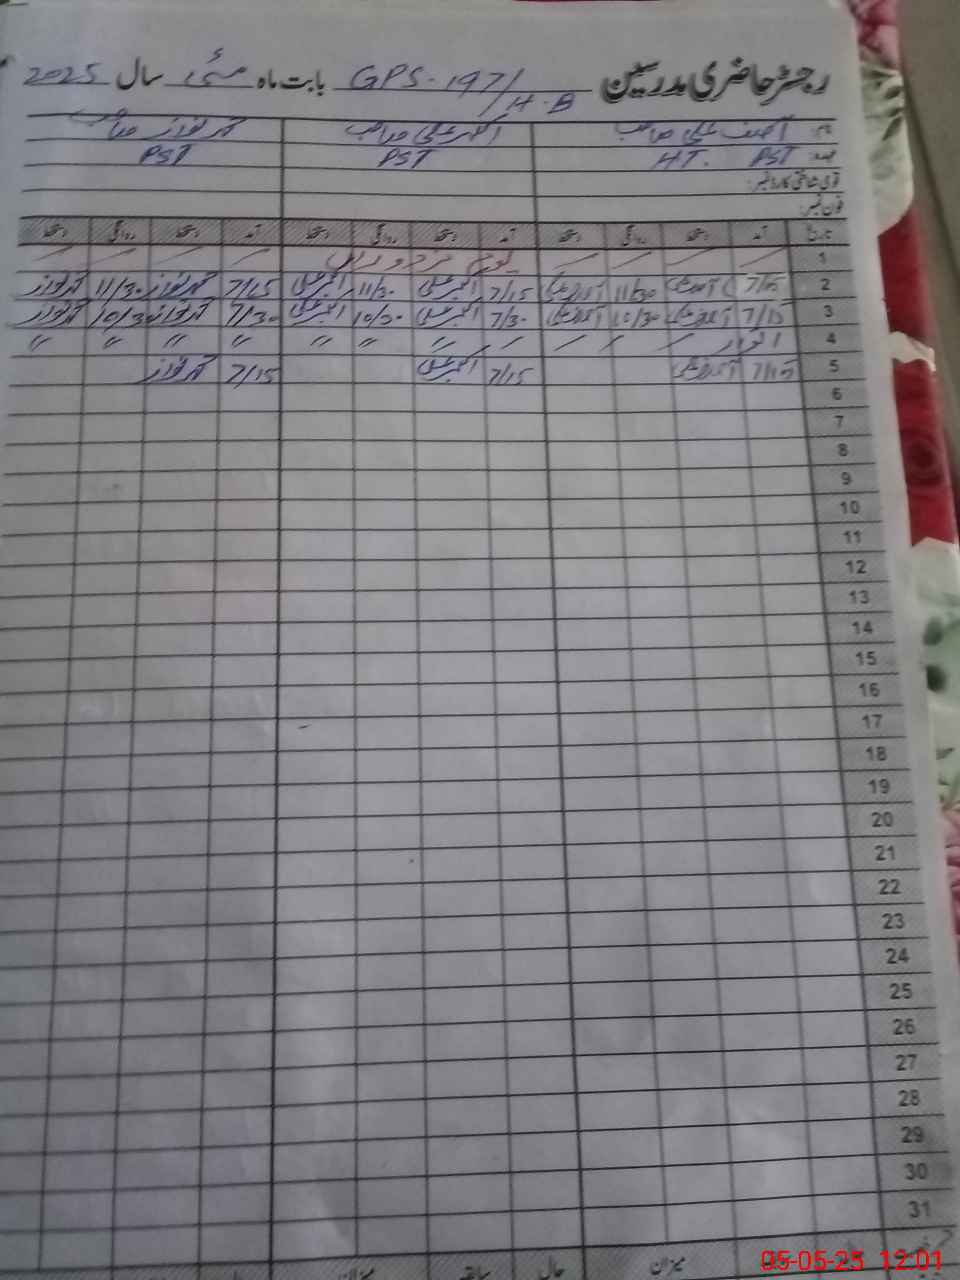 رجسٹر حاضری مدرسین GPS-197/H.B بابت ماہ مئی سال 2025
نام: آصف علی صاحب اکبر علی صاحب محمد نواز صاحب
عہدہ: PST H.T. PST PST
قومی شناختی کارڈ نمبر:
فون نمبر:
تاریخ آمد دستخط روانگی دستخط آمد دستخط روانگی دستخط آمد دستخط روانگی دستخط
1 یوم مزدوراں
2 7/15 آصف علی 11/30 آصف علی 7/15 اکبر علی 11/30 اکبر علی 7/15 محمد نواز 11/30 محمد نواز
3 7/15 آصف علی 10/30 آصف علی 7/30 اکبر علی 10/30 اکبر علی 7/30 محمد نواز 10/30 محمد نواز
4 اتوار // // // // // // //
5 7/15 آصف علی 7/15 اکبر علی 7/15 محمد نواز
6
7
8
9
10
11
12
13
14
15
16
17
18
19
20
21
22
23
24
25
26
27
28
29
30
31
میزان حال سابقہ میزان
05-05-25 12:01